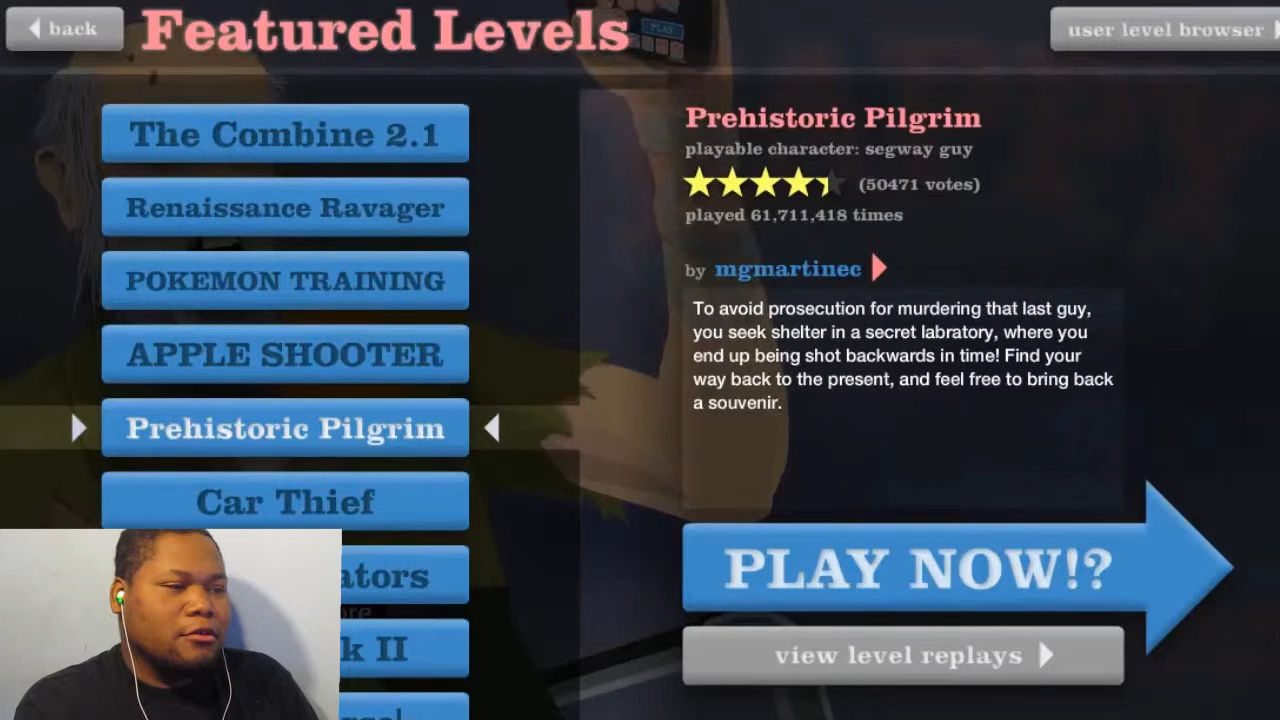 back
Featured Levels
PLAY
user level browser
The Combine 2.1
Renaissance Ravager
POKEMON TRAINING
APPLE SHOOTER
Prehistoric Pilgrim
Car Thief
k II
Prehistoric Pilgrim
playable character: segway guy
(50471 votes)
played 61,711,418 times
by mgmartinec
To avoid prosecution for murdering that last guy,
you seek shelter in a secret labratory, where you
end up being shot backwards in time! Find your
way back to the present, and feel free to bring back
a souvenir.
PLAY NOW!?
view level replays